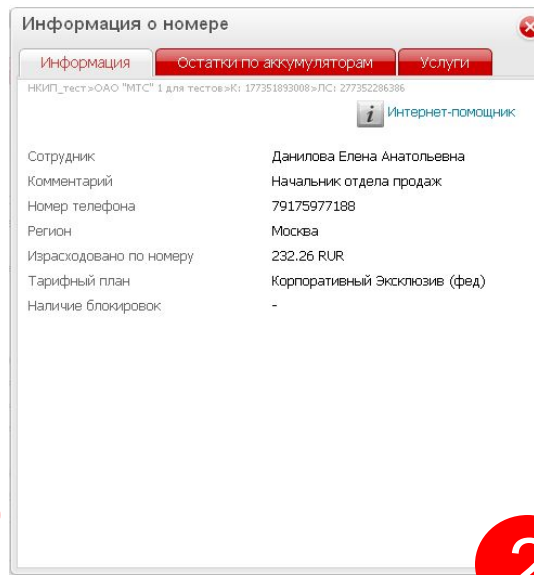 Информация о номере
Информация Остатки по аккумуляторам Услуги
НКИП_тест>ОАО "МТС" 1 для тестов>К: 177351893008>ЛС: 277352286386
i Интернет-помощник
Сотрудник Данилова Елена Анатольевна
Комментарий Начальник отдела продаж
Номер телефона 79175977188
Регион Москва
Израсходовано по номеру 232.26 RUR
Тарифный план Корпоративный Эксклюзив (фед)
Наличие блокировок -
2